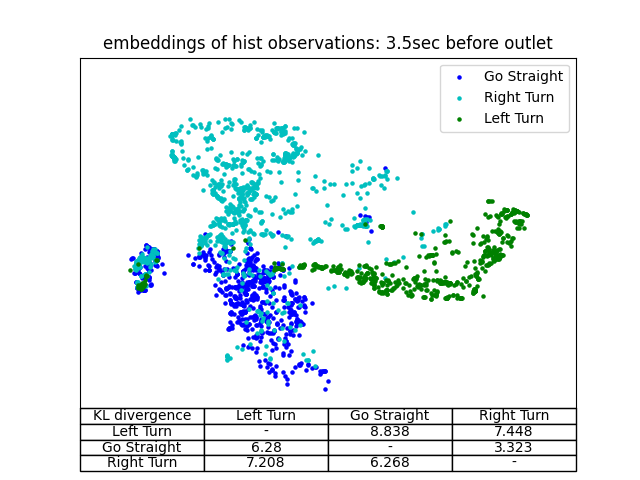 embeddings of hist observations: 3.5sec before outlet
Go Straight
Right Turn
Left Turn
KL divergence Left Turn Go Straight Right Turn
Left Turn - 8.838 7.448
Go Straight 6.28 - 3.323
Right Turn 7.208 6.268 -